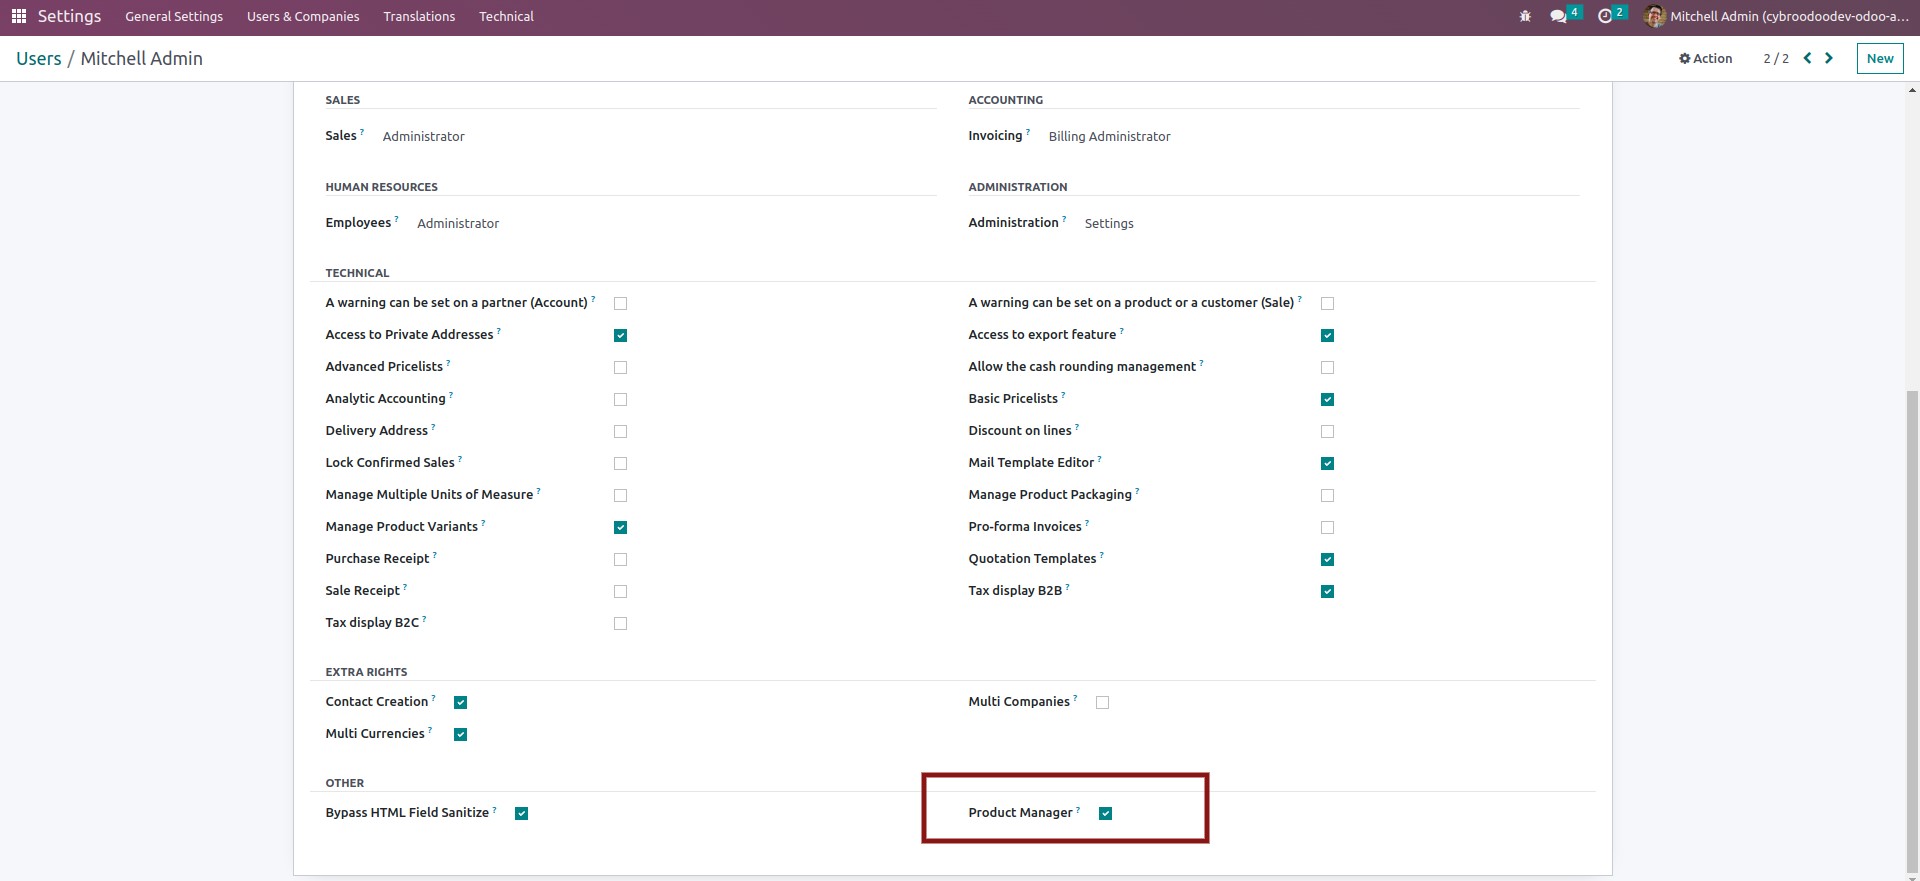 Settings General Settings Users & Companies Translations Technical 4 2 Mitchell Admin (cybroodoodev-odoo-a...
Users / Mitchell Admin Action 2 / 2 New
SALES ACCOUNTING
Sales ? Administrator Invoicing ? Billing Administrator
HUMAN RESOURCES ADMINISTRATION
Employees ? Administrator Administration ? Settings
TECHNICAL
A warning can be set on a partner (Account) ? A warning can be set on a product or a customer (Sale) ?
Access to Private Addresses ? Access to export feature ?
Advanced Pricelists ? Allow the cash rounding management ?
Analytic Accounting ? Basic Pricelists ?
Delivery Address ? Discount on lines ?
Lock Confirmed Sales ? Mail Template Editor ?
Manage Multiple Units of Measure ? Manage Product Packaging ?
Manage Product Variants ? Pro-forma Invoices ?
Purchase Receipt ? Quotation Templates ?
Sale Receipt ? Tax display B2B ?
Tax display B2C ?
EXTRA RIGHTS
Contact Creation ? Multi Companies ?
Multi Currencies ?
OTHER
Bypass HTML Field Sanitize ? Product Manager ?